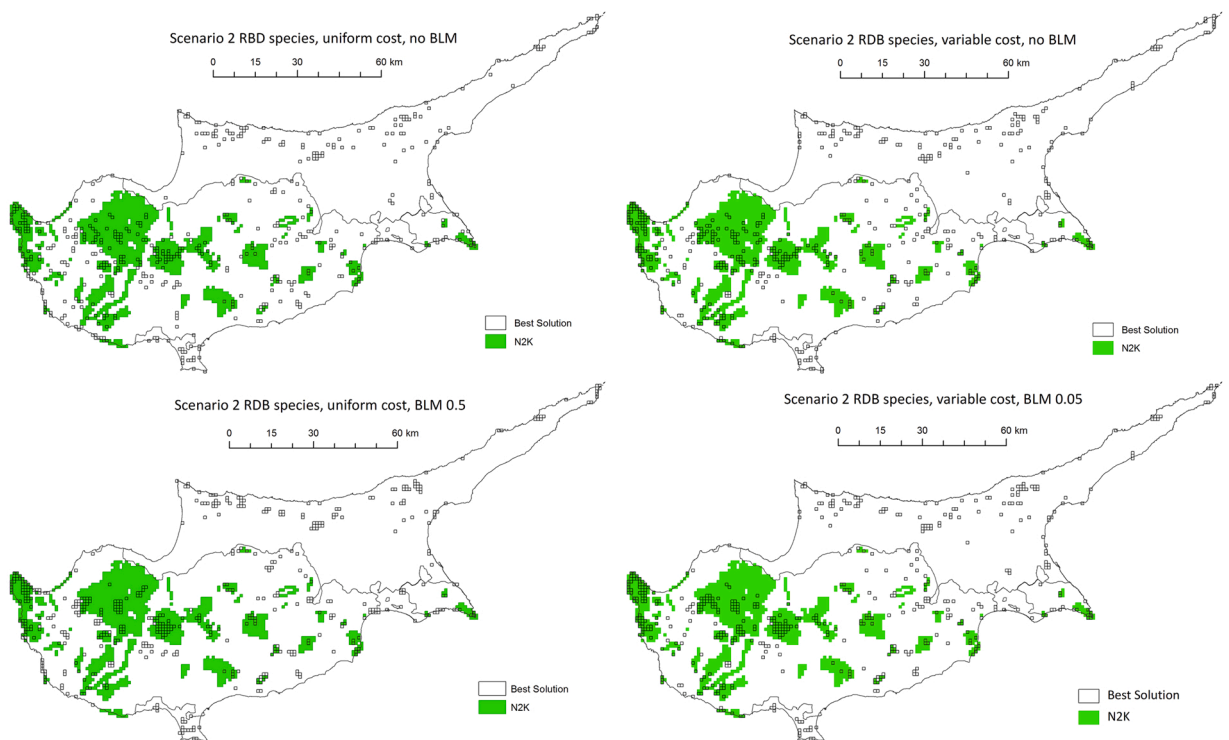 Scenario 2 RBD species, uniform cost, no BLM
0 15 30 60 km
Best Solution
N2K
Scenario 2 RDB species, variable cost, no BLM
0 15 30 60 km
Best Solution
N2K
Scenario 2 RDB species, uniform cost, BLM 0.5
0 15 30 60 km
Best Solution
N2K
Scenario 2 RDB species, variable cost, BLM 0.05
0 15 30 60 km
Best Solution
N2K